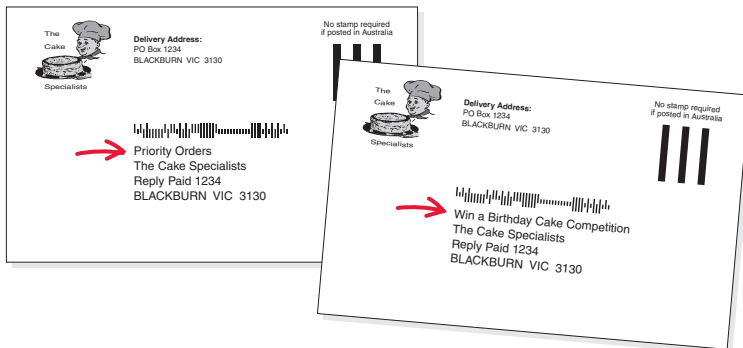 The
Cake
Specialists
Delivery Address:
PO Box 1234
BLACKBURN VIC 3130
No stamp required
if posted in Australia
Priority Orders
The Cake Specialists
Reply Paid 1234
BLACKBURN VIC 3130
The
Cake
Specialists
Delivery Address:
PO Box 1234
BLACKBURN VIC 3130
No stamp required
if posted in Australia
Win a Birthday Cake Competition
The Cake Specialists
Reply Paid 1234
BLACKBURN VIC 3130